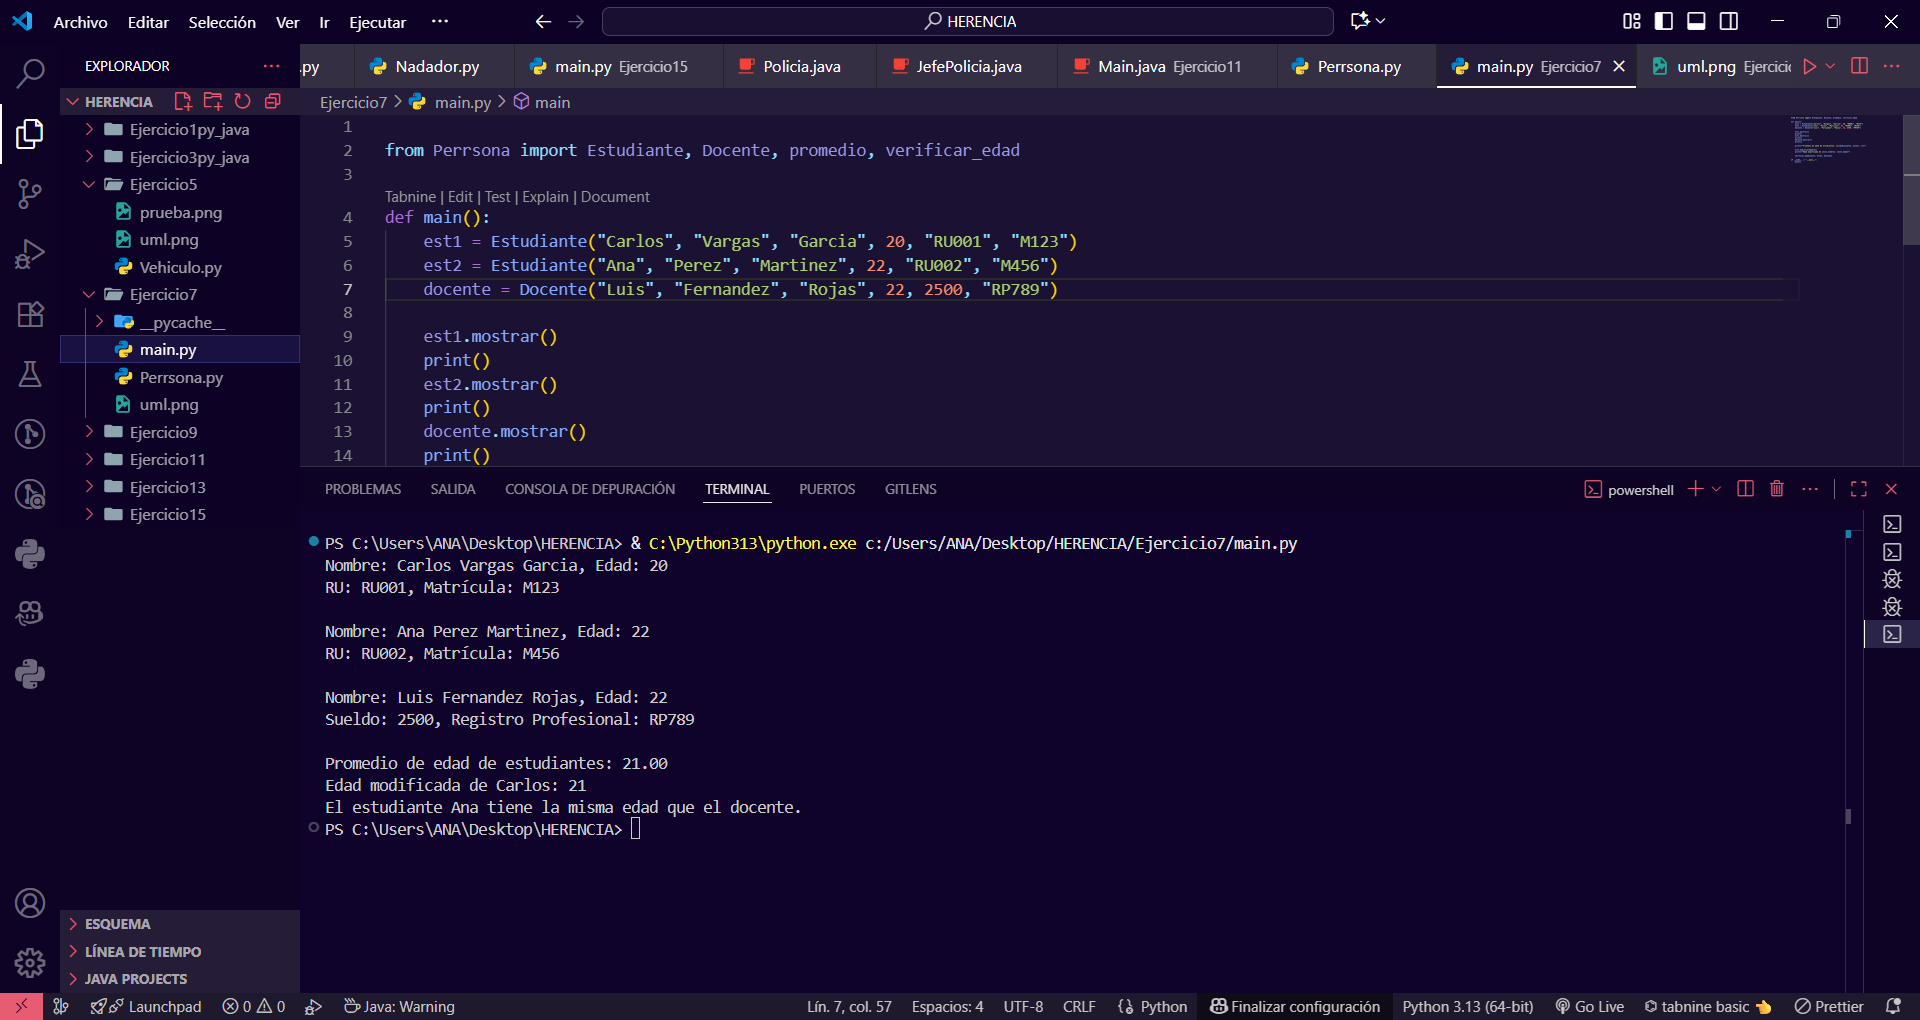 Archivo Editar Selección Ver Ir Ejecutar ··· HERENCIA
EXPLORADOR ···
.py Nadador.py main.py Ejercicio15 Policia.java JefePolicia.java Main.java Ejercicio11 Perrsona.py main.py Ejercicio7 uml.png Ejercici
HERENCIA
Ejercicio1py_java
Ejercicio3py_java
Ejercicio5
prueba.png
uml.png
Vehiculo.py
Ejercicio7
__pycache__
main.py
Perrsona.py
uml.png
Ejercicio9
Ejercicio11
Ejercicio13
Ejercicio15
ESQUEMA
LÍNEA DE TIEMPO
JAVA PROJECTS
Ejercicio7 > main.py > main
1
2 from Perrsona import Estudiante, Docente, promedio, verificar_edad
3
Tabnine | Edit | Test | Explain | Document
4 def main():
5 est1 = Estudiante("Carlos", "Vargas", "Garcia", 20, "RU001", "M123")
6 est2 = Estudiante("Ana", "Perez", "Martinez", 22, "RU002", "M456")
7 docente = Docente("Luis", "Fernandez", "Rojas", 22, 2500, "RP789")
8
9 est1.mostrar()
10 print()
11 est2.mostrar()
12 print()
13 docente.mostrar()
14 print()
PROBLEMAS SALIDA CONSOLA DE DEPURACIÓN TERMINAL PUERTOS GITLENS powershell
PS C:\Users\ANA\Desktop\HERENCIA> & C:\Python313\python.exe c:/Users/ANA/Desktop/HERENCIA/Ejercicio7/main.py
Nombre: Carlos Vargas Garcia, Edad: 20
RU: RU001, Matrícula: M123
Nombre: Ana Perez Martinez, Edad: 22
RU: RU002, Matrícula: M456
Nombre: Luis Fernandez Rojas, Edad: 22
Sueldo: 2500, Registro Profesional: RP789
Promedio de edad de estudiantes: 21.00
Edad modificada de Carlos: 21
El estudiante Ana tiene la misma edad que el docente.
PS C:\Users\ANA\Desktop\HERENCIA>
Launchpad 0 0 Java: Warning Lín. 7, col. 57 Espacios: 4 UTF-8 CRLF Python Finalizar configuración Python 3.13 (64-bit) Go Live tabnine basic Prettier